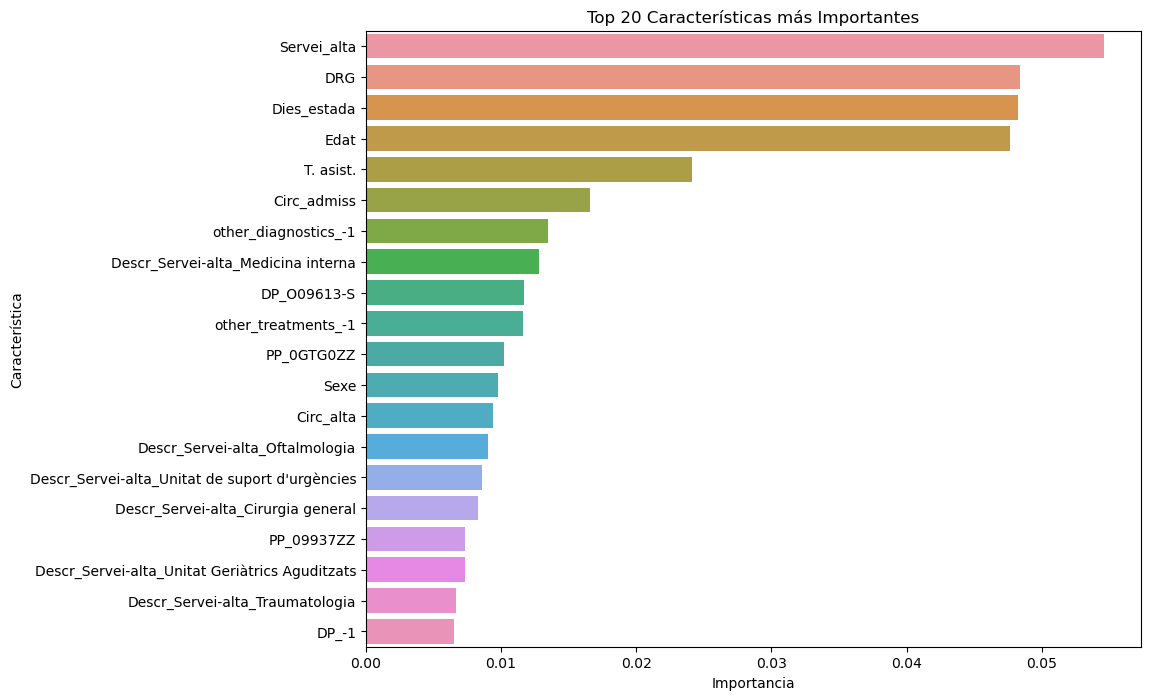 Top 20 Características más Importantes
Característica
Servei_alta
DRG
Dies_estada
Edat
T. asist.
Circ_admiss
other_diagnostics_-1
Descr_Servei-alta_Medicina interna
DP_O09613-S
other_treatments_-1
PP_0GTG0ZZ
Sexe
Circ_alta
Descr_Servei-alta_Oftalmologia
Descr_Servei-alta_Unitat de suport d'urgències
Descr_Servei-alta_Cirurgia general
PP_09937ZZ
Descr_Servei-alta_Unitat Geriàtrics Aguditzats
Descr_Servei-alta_Traumatologia
DP_-1
0.00 0.01 0.02 0.03 0.04 0.05
Importancia